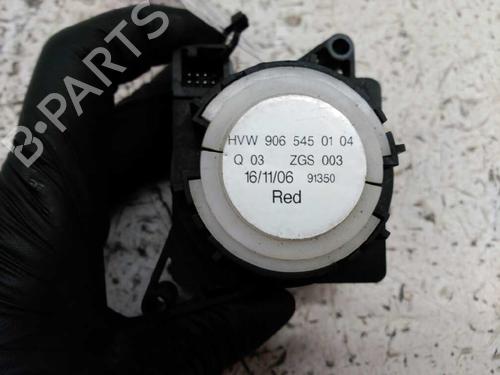 B-PARTS
HVW 906 545 01 04
Q 03 ZGS 003
16/11/06 91350
Red